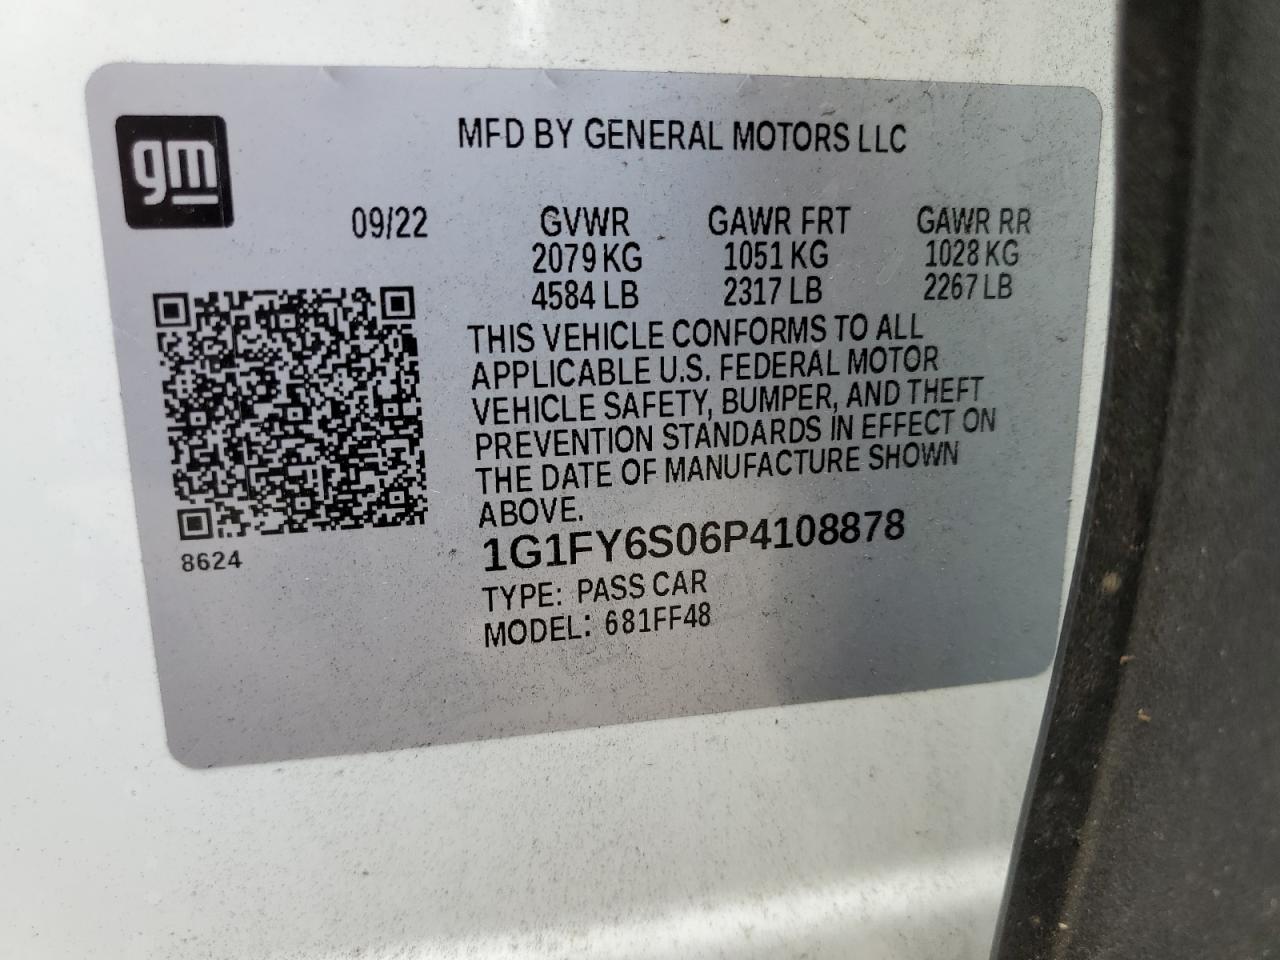 gm
MFD BY GENERAL MOTORS LLC
09/22 GVWR GAWR FRT GAWR RR
2079 KG 1051 KG 1028 KG
4584 LB 2317 LB 2267 LB
THIS VEHICLE CONFORMS TO ALL
APPLICABLE U.S. FEDERAL MOTOR
VEHICLE SAFETY, BUMPER, AND THEFT
PREVENTION STANDARDS IN EFFECT ON
THE DATE OF MANUFACTURE SHOWN
ABOVE.
8624
1G1FY6S06P4108878
TYPE: PASS CAR
MODEL: 681FF48